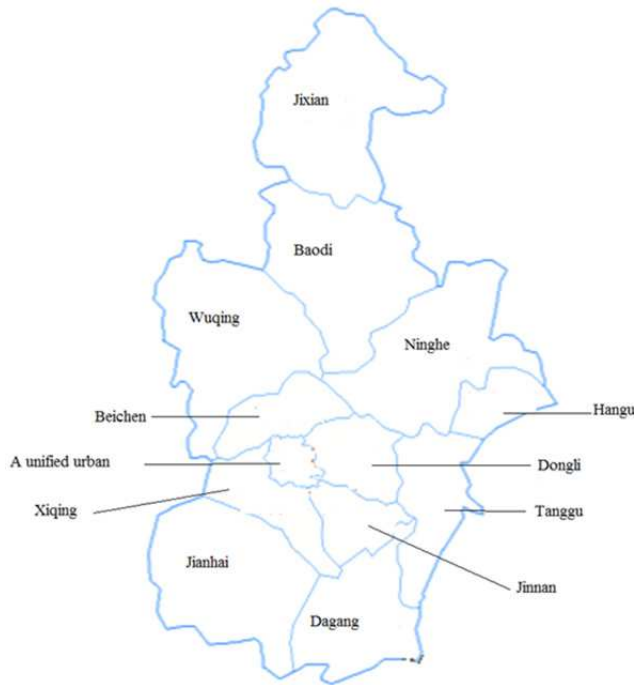 Jixian
Baodi
Wuqing
Ninghe
Beichen
Hangu
A unified urban
Dongli
Xiqing
Tanggu
Jianhai
Jinnan
Dagang